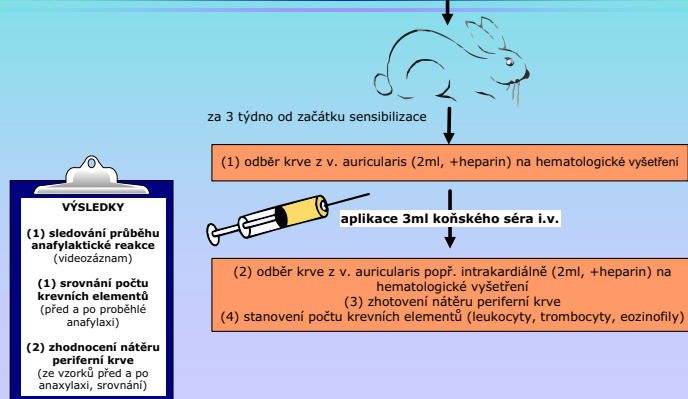 za 3 týdno od začátku sensibilizace
(1) odběr krve z v. auricularis (2ml, +heparin) na hematologické vyšetření
aplikace 3ml koňského séra i.v.
(2) odběr krve z v. auricularis popř. intrakardiálně (2ml, +heparin) na
hematologické vyšetření
(3) zhotovení nátěru periferní krve
(4) stanovení počtu krevních elementů (leukocyty, trombocyty, eozinofily)
VÝSLEDKY
(1) sledování průběhu
anafylaktické reakce
(videozáznam)
(1) srovnání počtu
krevních elementů
(před a po proběhlé
anafylaxi)
(2) zhodnocení nátěru
periferní krve
(ze vzorků před a po
anaxylaxi, srovnání)